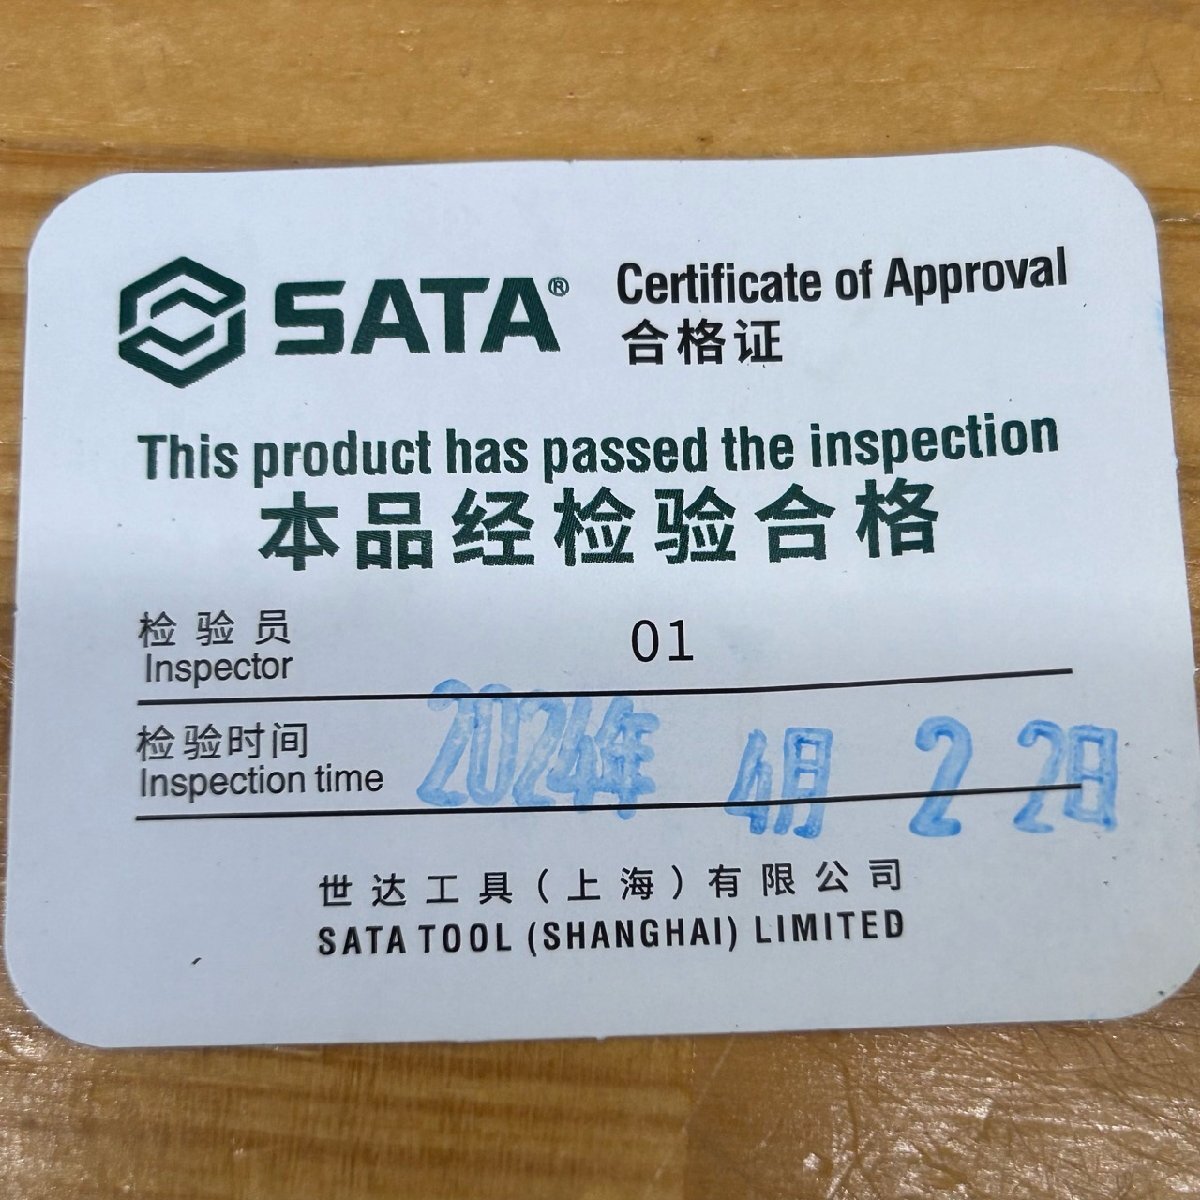 SATA® Certificate of Approval
合格证
This product has passed the inspection
本品经检验合格
检验员 01
Inspector
检验时间 2024年 4月 2 2日
Inspection time
世达工具（上海）有限公司
SATA TOOL (SHANGHAI) LIMITED